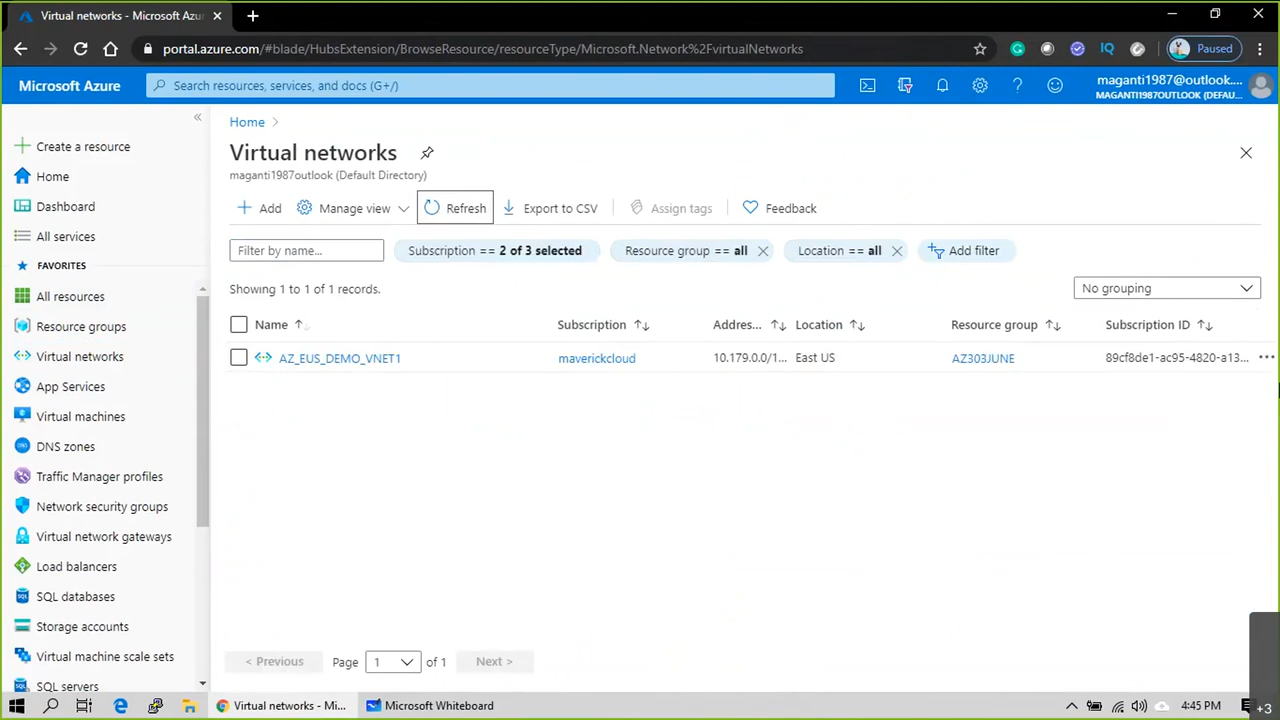 Virtual networks - Microsoft Azur
portal.azure.com/#blade/HubsExtension/BrowseResource/resourceType/Microsoft.Network%2FvirtualNetworks
IQ
Paused
Microsoft Azure
Search resources, services, and docs (G+/)
maganti1987@outlook....
MAGANTI1987OUTLOOK (DEFAU...
Create a resource
Home
Dashboard
All services
FAVORITES
All resources
Resource groups
Virtual networks
App Services
Virtual machines
DNS zones
Traffic Manager profiles
Network security groups
Virtual network gateways
Load balancers
SQL databases
Storage accounts
Virtual machine scale sets
SQL servers
Home >
Virtual networks
maganti1987outlook (Default Directory)
Add
Manage view
Refresh
Export to CSV
Assign tags
Feedback
Filter by name...
Subscription == 2 of 3 selected
Resource group == all
Location == all
Add filter
Showing 1 to 1 of 1 records.
No grouping
Name Subscription Addres... Location Resource group Subscription ID
AZ_EUS_DEMO_VNET1 maverickcloud 10.179.0.0/1... East US AZ303JUNE 89cf8de1-ac95-4820-a13...
< Previous Page 1 of 1 Next >
Virtual networks - Mi...
Microsoft Whiteboard
4:45 PM
+3